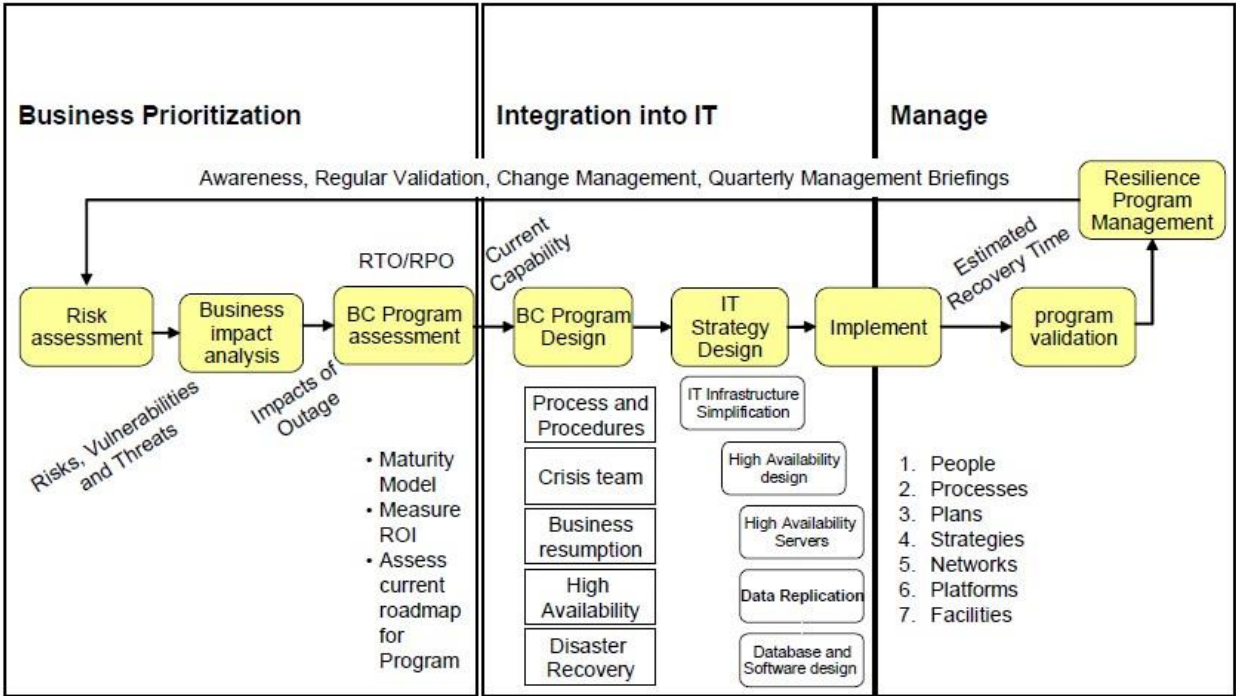 Business Prioritization
Integration into IT
Manage
Awareness, Regular Validation, Change Management, Quarterly Management Briefings
Resilience
Program
Management
RTO/RPO
Current
Capability
Estimated
Recovery Time
Risk
assessment
Business
impact
analysis
BC Program
assessment
BC Program
Design
IT
Strategy
Design
Implement
program
validation
Risks, Vulnerabilities
and Threats
Impacts of
Outage
• Maturity
Model
• Measure
ROI
• Assess
current
roadmap
for
Program
Process and
Procedures
Crisis team
Business
resumption
High
Availability
Disaster
Recovery
IT Infrastructure
Simplification
High Availability
design
High Availability
Servers
Data Replication
Database and
Software design
1. People
2. Processes
3. Plans
4. Strategies
5. Networks
6. Platforms
7. Facilities